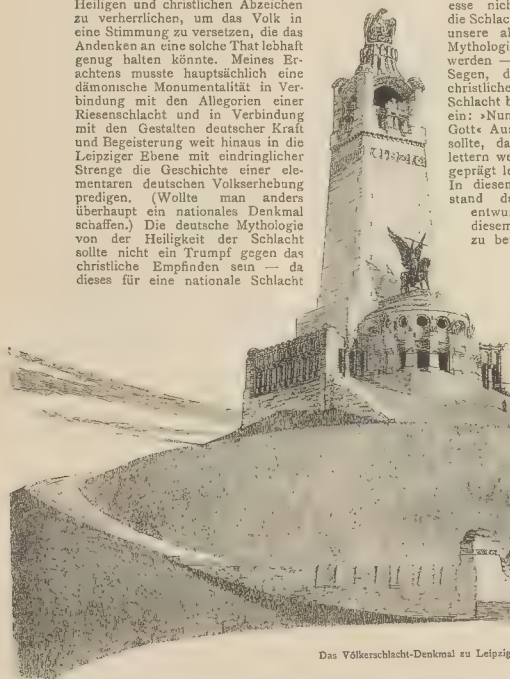 Heiligen und christlichen Abzeichen
zu verherrlichen, um das Volk in
eine Stimmung zu versetzen, die das
Andenken an eine solche That lebhaft
genug halten könnte. Meines Er-
achtens musste hauptsächlich eine
dämonische Monumentalität in Ver-
bindung mit den Allegorien einer
Riesenschlacht und in Verbindung
mit den Gestalten deutscher Kraft
und Begeisterung weit hinaus in die
Leipziger Ebene mit eindringlicher
Strenge die Geschichte einer ele-
mentaren deutschen Volkserhebung
predigen. (Wollte man anders
überhaupt ein nationales Denkmal
schaffen.) Die deutsche Mythologie
von der Heiligkeit der Schlacht
sollte nicht ein Trumpf gegen das
christliche Empfinden sein — da
dieses für eine nationale Schlacht
esse nich
die Schlac
unsere al
Mythologi
werden —
Segen, d
christliche
Schlacht b
ein: »Nun
Gott« Aus
sollte, da
lettern we
geprägt le
In diesen
stand de
entwu
diesem
zu be
Das Völkerschlacht-Denkmal zu Leipzig